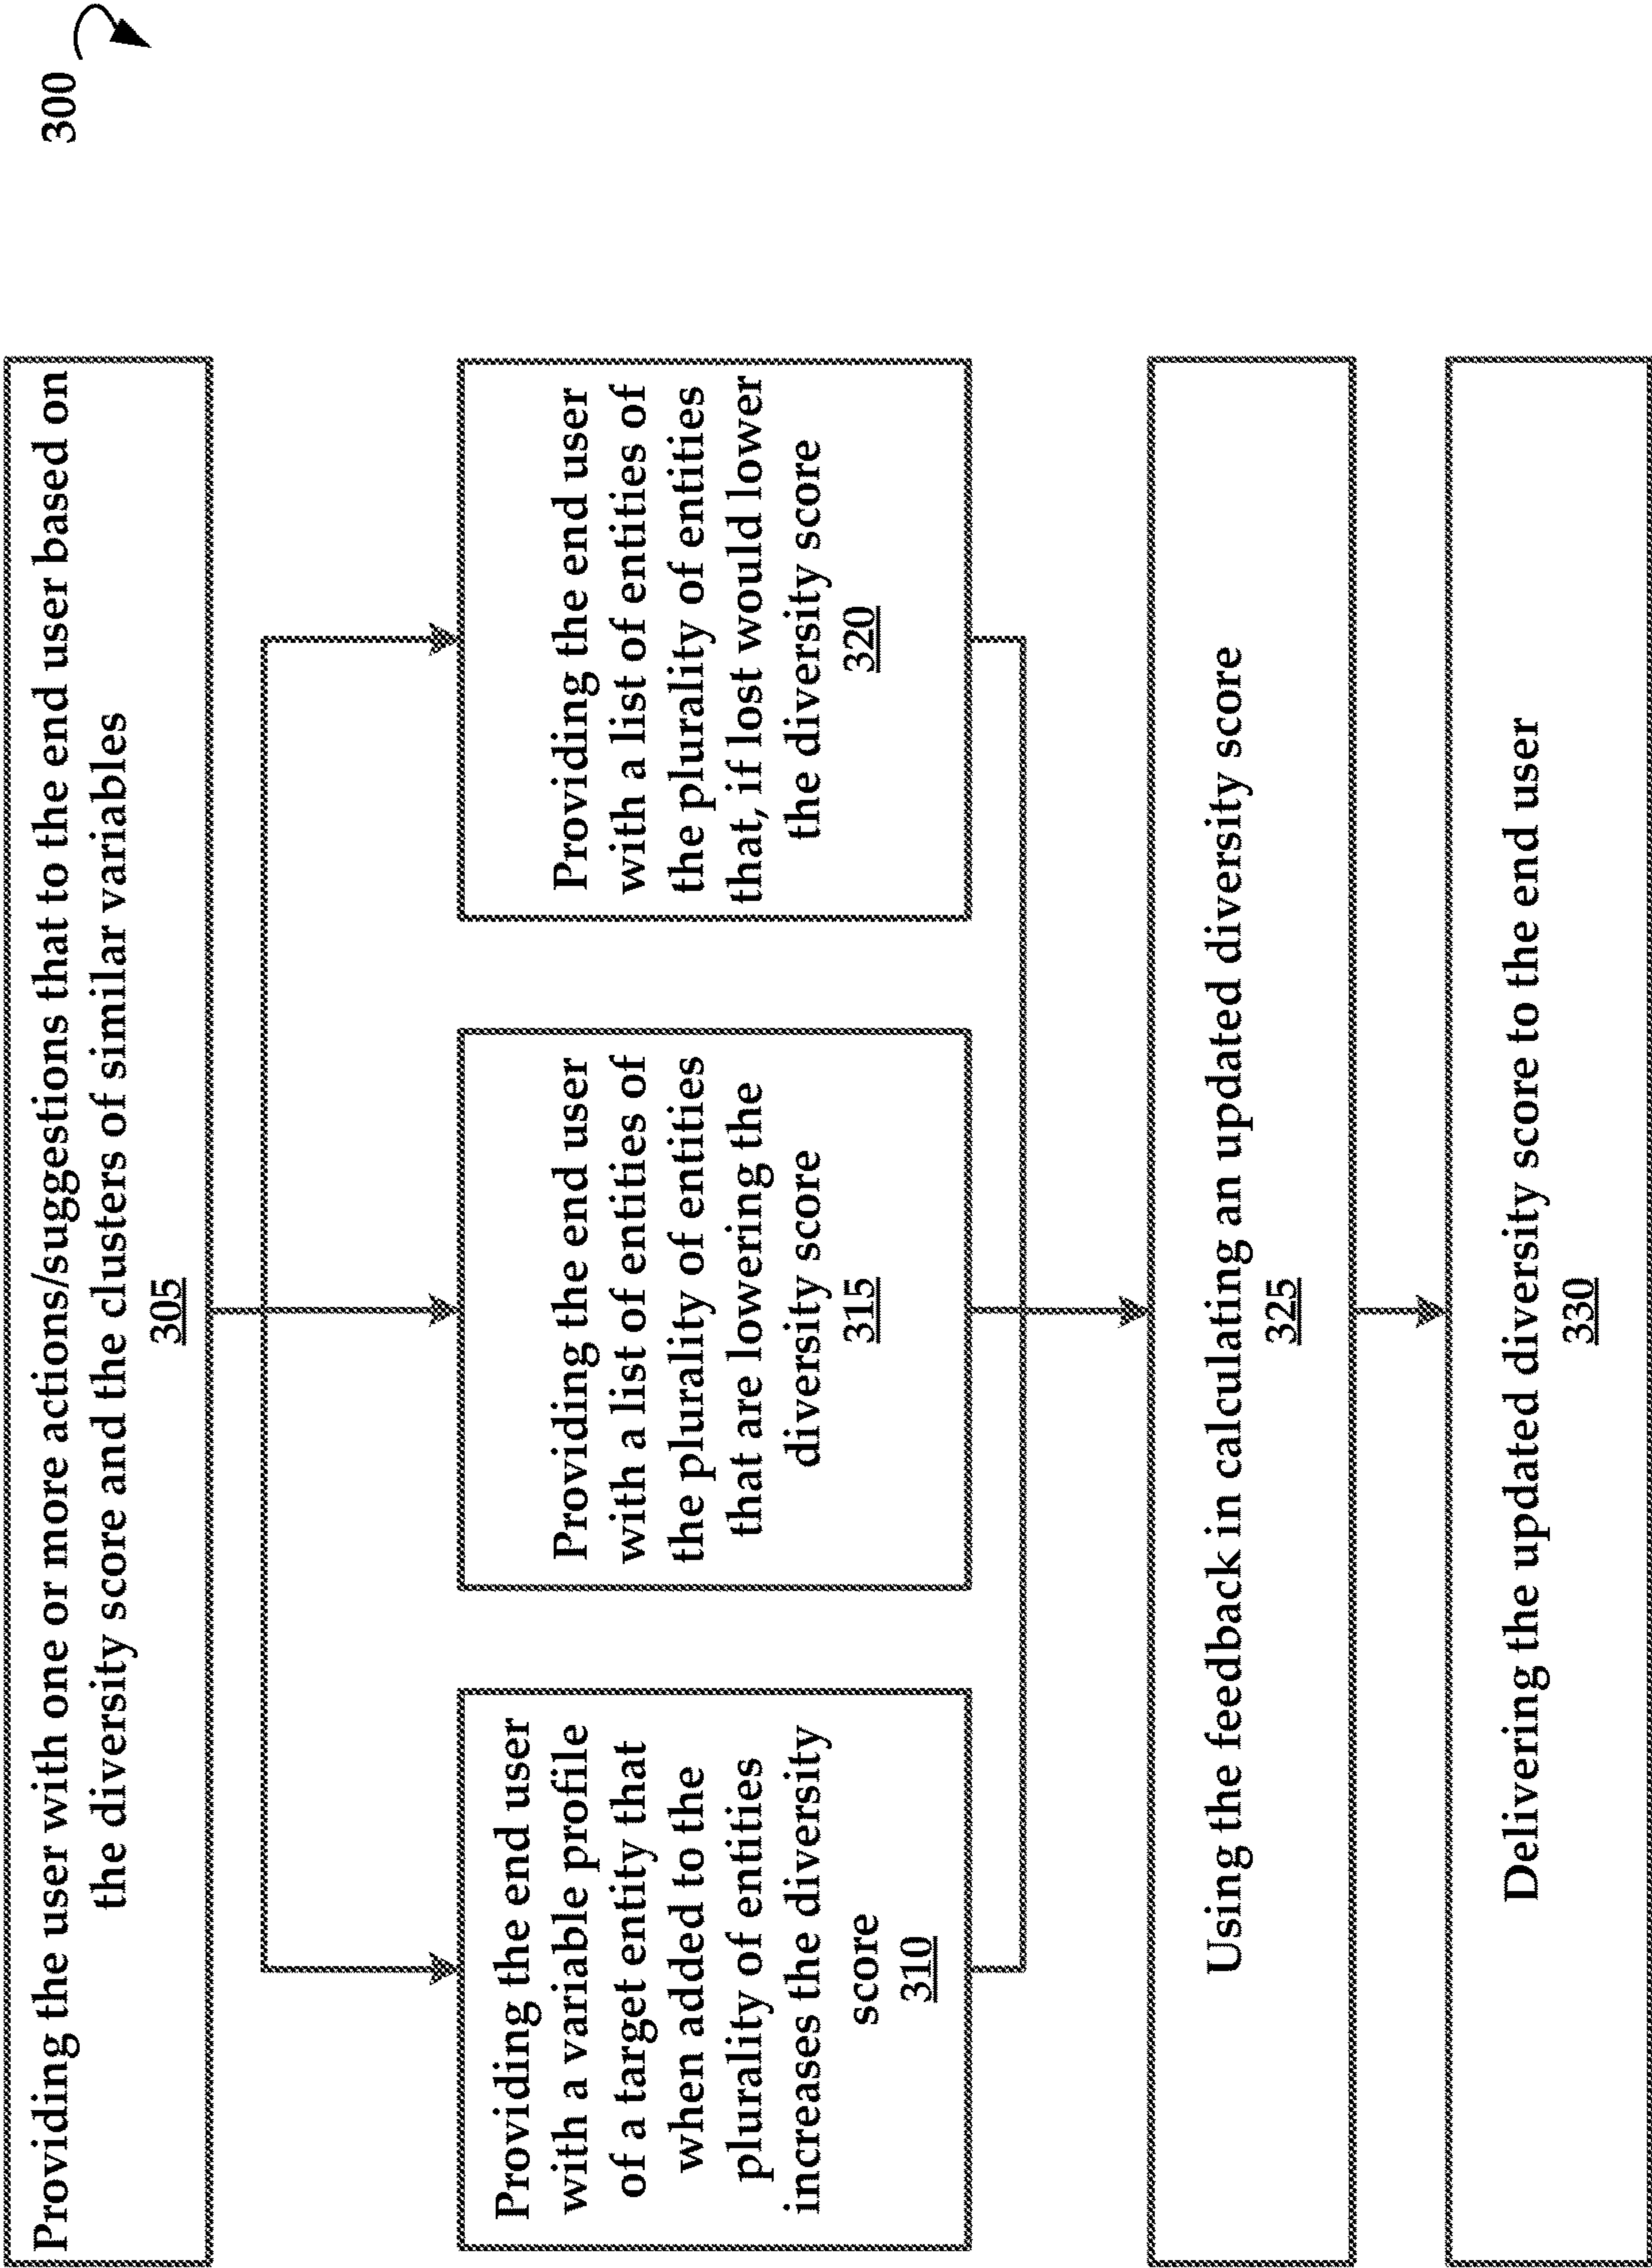 300
Providing the user with one or more actions/suggestions that to the end user based on
the diversity score and the clusters of similar variables
305
Providing the end user
with a variable profile
of a target entity that
when added to the
plurality of entities
increases the diversity
score
310
Providing the end user
with a list of entities of
the plurality of entities
that are lowering the
diversity score
315
Providing the end user
with a list of entities of
the plurality of entities
that, if lost would lower
the diversity score
320
Using the feedback in calculating an updated diversity score
325
Delivering the updated diversity score to the end user
330